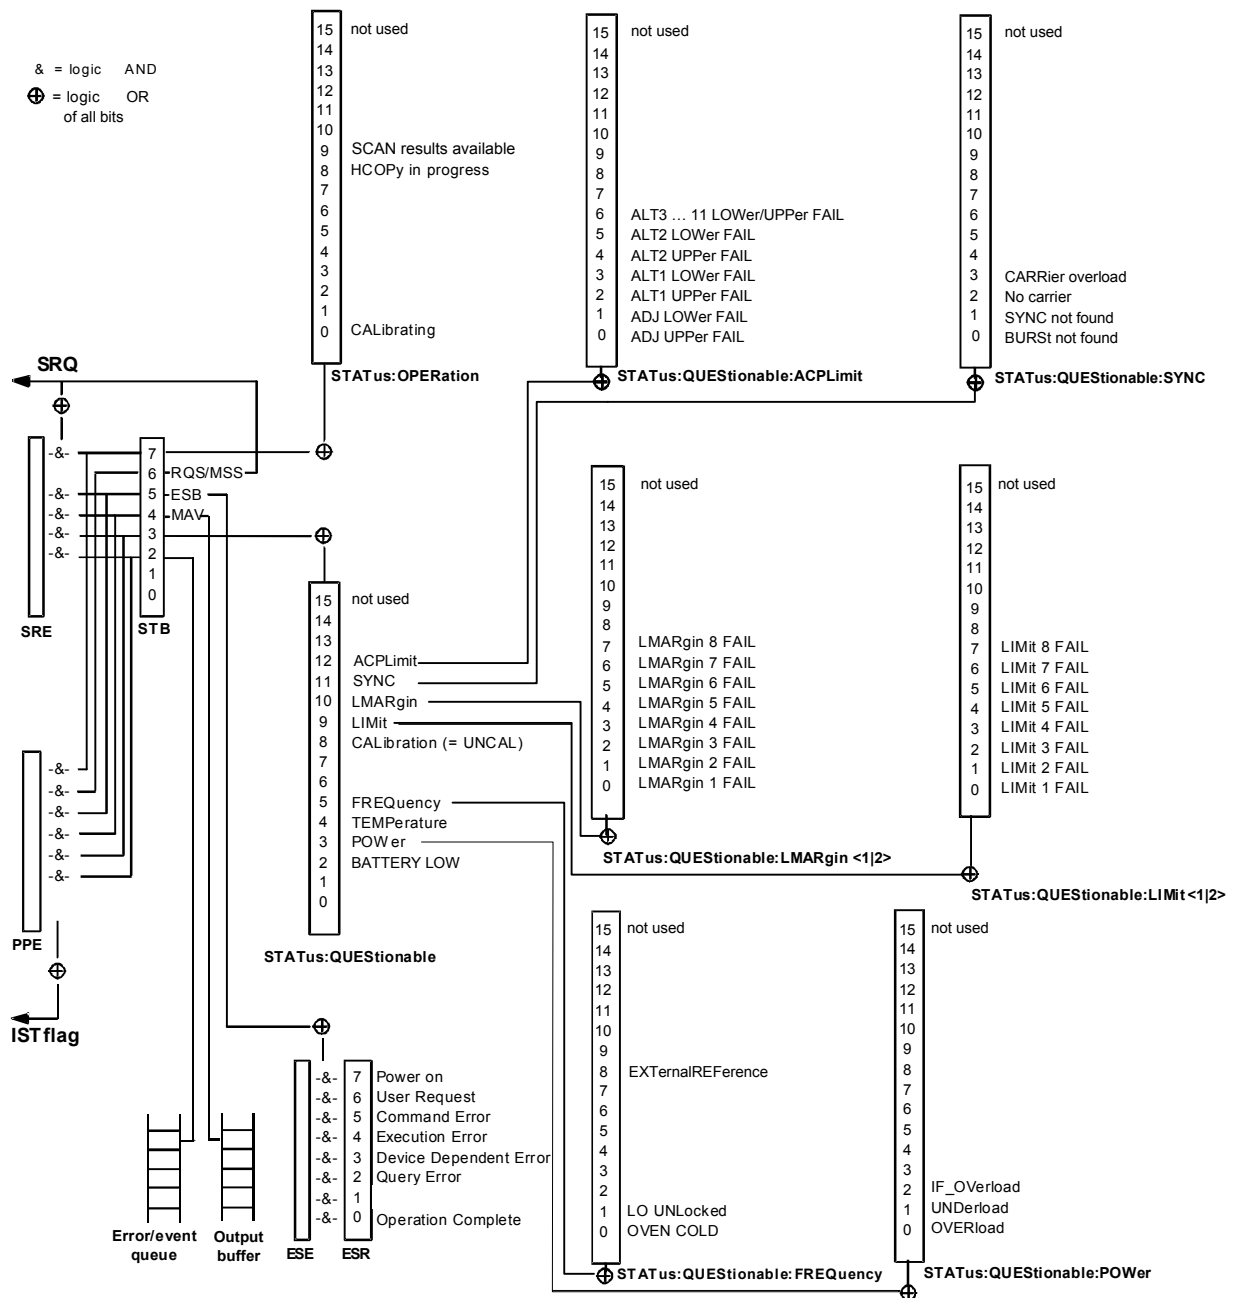 & = logic AND
= logic OR
of all bits
15 not used
14
13
12
11
10
9 SCAN results available
8 HCOPy in progress
7
6
5
4
3
2
1
0 CALibrating
STATus:OPERation
15 not used
14
13
12
11
10
9
8
7
6 ALT3 ... 11 LOWer/UPPer FAIL
5 ALT2 LOWer FAIL
4 ALT2 UPPer FAIL
3 ALT1 LOWer FAIL
2 ALT1 UPPer FAIL
1 ADJ LOWer FAIL
0 ADJ UPPer FAIL
STATus:QUEStionable:ACPLimit
15 not used
14
13
12
11
10
9
8
7
6
5
4
3 CARRier overload
2 No carrier
1 SYNC not found
0 BURSt not found
STATus:QUEStionable:SYNC
SRQ
-&- 7
6 RQS/MSS
-&- 5 ESB
-&- 4 MAV
-&- 3
-&- 2
1
0
SRE
STB
15 not used
14
13
12 ACPLimit
11 SYNC
10 LMARgin
9 LIMit
8 CALibration (= UNCAL)
7
6
5 FREQuency
4 TEMPerature
3 POWer
2 BATTERY LOW
1
0
STATus:QUEStionable
15 not used
14
13
12
11
10
9
8
7 LMARgin 8 FAIL
6 LMARgin 7 FAIL
5 LMARgin 6 FAIL
4 LMARgin 5 FAIL
3 LMARgin 4 FAIL
2 LMARgin 3 FAIL
1 LMARgin 2 FAIL
0 LMARgin 1 FAIL
STATus:QUEStionable:LMARgin <1|2>
15 not used
14
13
12
11
10
9
8
7 LIMit 8 FAIL
6 LIMit 7 FAIL
5 LIMit 6 FAIL
4 LIMit 5 FAIL
3 LIMit 4 FAIL
2 LIMit 3 FAIL
1 LIMit 2 FAIL
0 LIMit 1 FAIL
STATus:QUEStionable:LIMit<1|2>
-&-
-&-
-&-
-&-
-&-
-&-
PPE
ISTflag
-&- 7 Power on
-&- 6 User Request
-&- 5 Command Error
-&- 4 Execution Error
-&- 3 Device Dependent Error
-&- 2 Query Error
-&- 1
-&- 0 Operation Complete
ESE
ESR
Error/event
queue
Output
buffer
15 not used
14
13
12
11
10
9
8 EXTernalREFerence
7
6
5
4
3
2
1 LO UNLocked
0 OVEN COLD
STATus:QUEStionable:FREQuency
15 not used
14
13
12
11
10
9
8
7
6
5
4
3
2 IF_OVerload
1 UNDerload
0 OVERload
STATus:QUEStionable:POWer